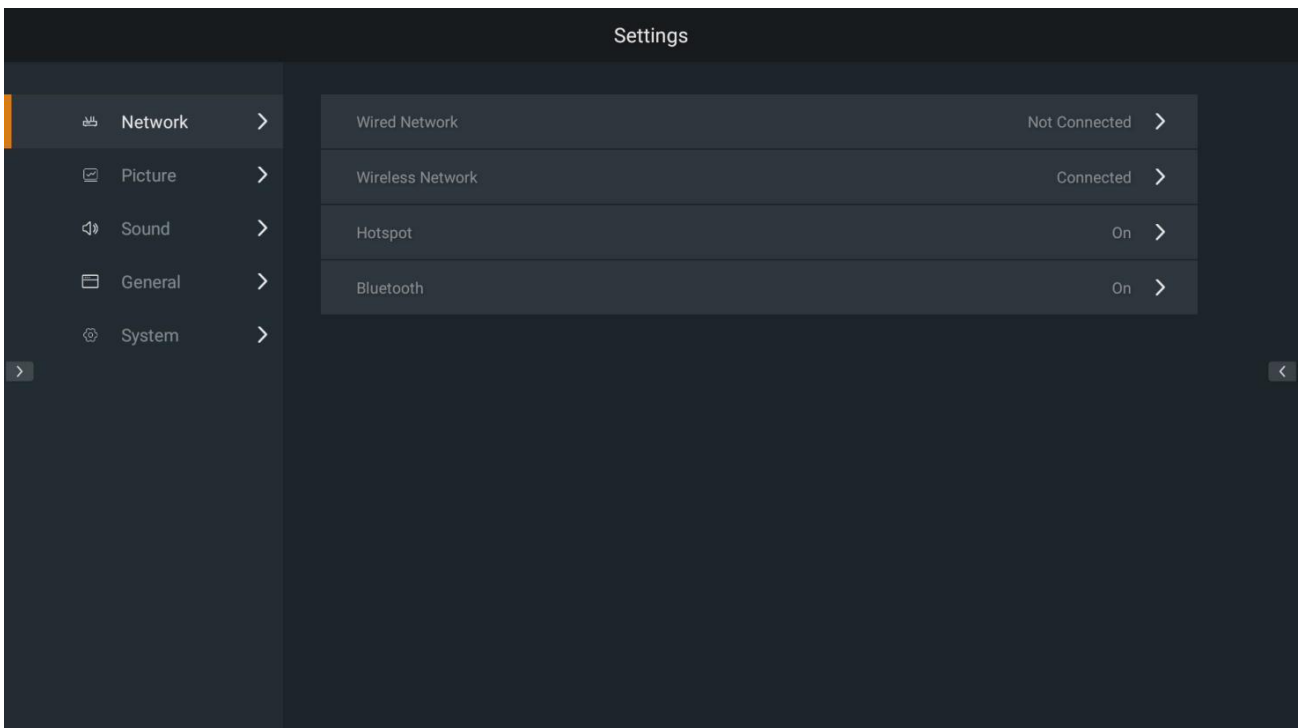 Settings
Network
Picture
Sound
General
System
Wired Network Not Connected
Wireless Network Connected
Hotspot On
Bluetooth On